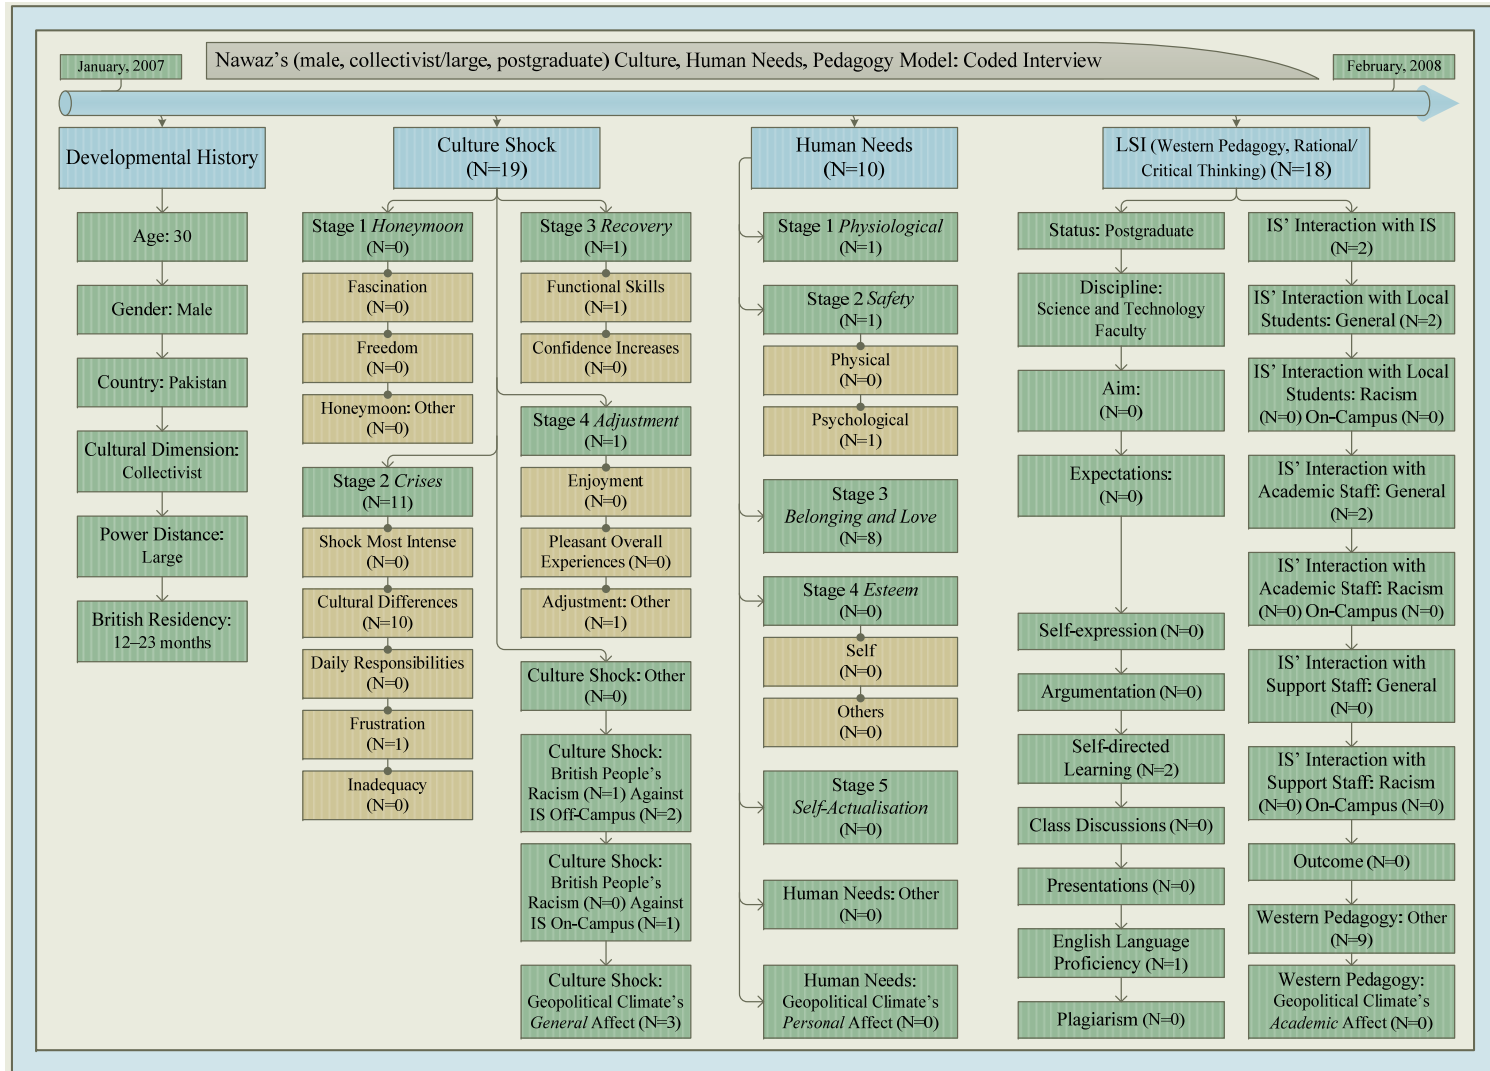 January, 2007
Nawaz's (male, collectivist/large, postgraduate) Culture, Human Needs, Pedagogy Model: Coded Interview
February, 2008
Developmental History
Age: 30
Gender: Male
Country: Pakistan
Cultural Dimension:
Collectivist
Power Distance:
Large
British Residency:
12–23 months
Culture Shock
(N=19)
Stage 1 Honeymoon
(N=0)
Fascination
(N=0)
Freedom
(N=0)
Honeymoon: Other
(N=0)
Stage 2 Crises
(N=11)
Shock Most Intense
(N=0)
Cultural Differences
(N=10)
Daily Responsibilities
(N=0)
Frustration
(N=1)
Inadequacy
(N=0)
Stage 3 Recovery
(N=1)
Functional Skills
(N=1)
Confidence Increases
(N=0)
Stage 4 Adjustment
(N=1)
Enjoyment
(N=0)
Pleasant Overall
Experiences (N=0)
Adjustment: Other
(N=1)
Culture Shock: Other
(N=0)
Culture Shock:
British People's
Racism (N=1) Against
IS Off-Campus (N=2)
Culture Shock:
British People's
Racism (N=0) Against
IS On-Campus (N=1)
Culture Shock:
Geopolitical Climate's
General Affect (N=3)
Human Needs
(N=10)
Stage 1 Physiological
(N=1)
Stage 2 Safety
(N=1)
Physical
(N=0)
Psychological
(N=1)
Stage 3
Belonging and Love
(N=8)
Stage 4 Esteem
(N=0)
Self
(N=0)
Others
(N=0)
Stage 5
Self-Actualisation
(N=0)
Human Needs: Other
(N=0)
Human Needs:
Geopolitical Climate's
Personal Affect (N=0)
LSI (Western Pedagogy, Rational/
Critical Thinking) (N=18)
Status: Postgraduate
Discipline:
Science and Technology
Faculty
Aim:
(N=0)
Expectations:
(N=0)
Self-expression (N=0)
Argumentation (N=0)
Self-directed
Learning (N=2)
Class Discussions (N=0)
Presentations (N=0)
English Language
Proficiency (N=1)
Plagiarism (N=0)
IS' Interaction with IS
(N=2)
IS' Interaction with Local
Students: General (N=2)
IS' Interaction with Local
Students: Racism
(N=0) On-Campus (N=0)
IS' Interaction with
Academic Staff: General
(N=2)
IS' Interaction with
Academic Staff: Racism
(N=0) On-Campus (N=0)
IS' Interaction with
Support Staff: General
(N=0)
IS' Interaction with
Support Staff: Racism
(N=0) On-Campus (N=0)
Outcome (N=0)
Western Pedagogy: Other
(N=9)
Western Pedagogy:
Geopolitical Climate's
Academic Affect (N=0)